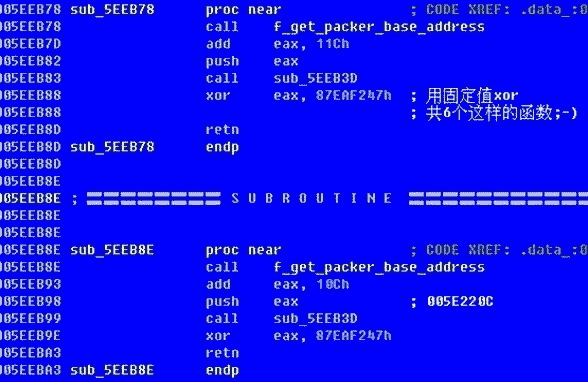 005EEB78 sub_5EEB78 proc near ; CODE XREF: .data_:0
005EEB78 call f_get_packer_base_address
005EEB7D add eax, 11Ch
005EEB82 push eax
005EEB83 call sub_5EEB3D
005EEB88 xor eax, 87EAF247h ; 用固定值xor
005EEB88 ; 共6个这样的函数;-)
005EEB8D retn
005EEB8D sub_5EEB78 endp
005EEB8D
005EEB8E
005EEB8E ; S U B R O U T I N E
005EEB8E
005EEB8E
005EEB8E sub_5EEB8E proc near ; CODE XREF: .data_:0
005EEB8E call f_get_packer_base_address
005EEB93 add eax, 10Ch
005EEB98 push eax ; 005E220C
005EEB99 call sub_5EEB3D
005EEB9E xor eax, 87EAF247h
005EEBA3 retn
005EEBA3 sub_5EEB8E endp